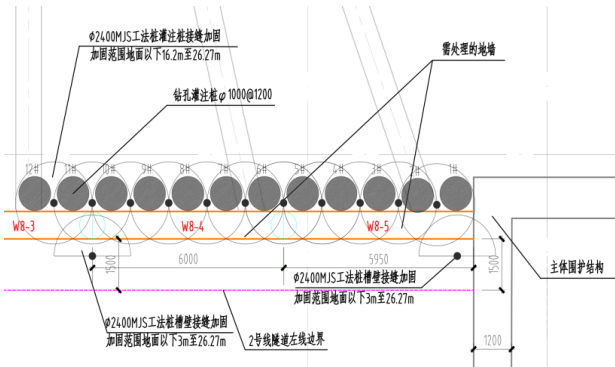 Φ2400MJS工法桩灌注桩接缝加固
加固范围地面以下16.2m至26.27m
需处理的地墙
钻孔灌注桩φ1000@1200
12# 11# 10# 9# 8# 7# 6# 5# 4# 3# 2# 1#
W8-3 W8-4 W8-5
1500 6000 5950 1500
主体围护结构
Φ2400MJS工法桩槽壁接缝加固
加固范围地面以下3m至26.27m
Φ2400MJS工法桩槽壁接缝加固
加固范围地面以下3m至26.27m
2号线隧道左线边界
1200